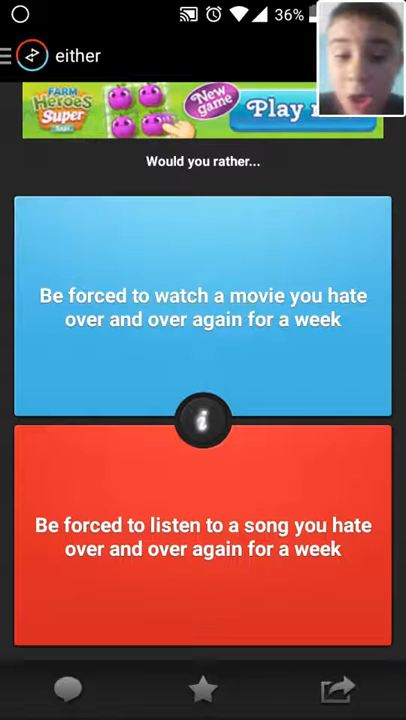 36%
either
FARM
HEROES
Super
SAGA
New
game
Play
Would you rather...
Be forced to watch a movie you hate
over and over again for a week
i
Be forced to listen to a song you hate
over and over again for a week